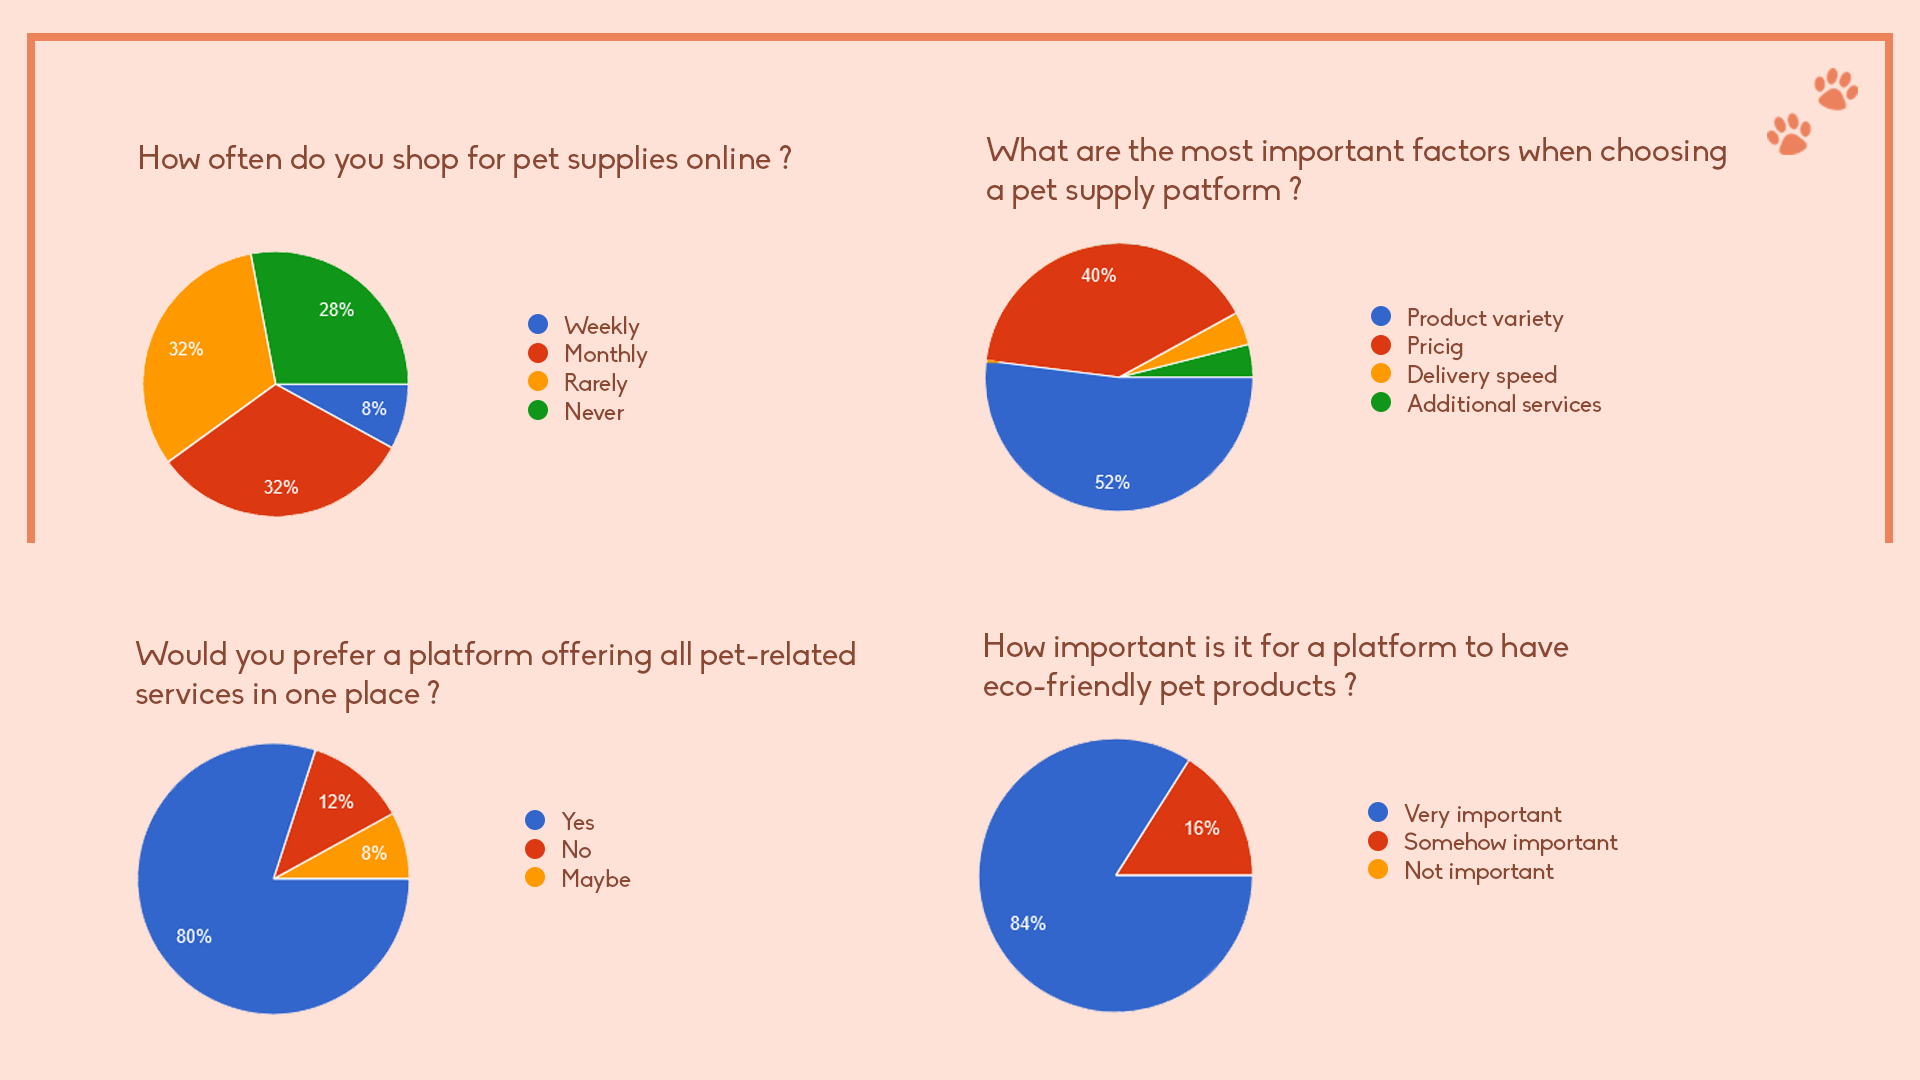 How often do you shop for pet supplies online ?
28%
32%
8%
32%
Weekly
Monthly
Rarely
Never
What are the most important factors when choosing
a pet supply patform ?
40%
52%
Product variety
Pricig
Delivery speed
Additional services
Would you prefer a platform offering all pet-related
services in one place ?
12%
8%
80%
Yes
No
Maybe
How important is it for a platform to have
eco-friendly pet products ?
16%
84%
Very important
Somehow important
Not important